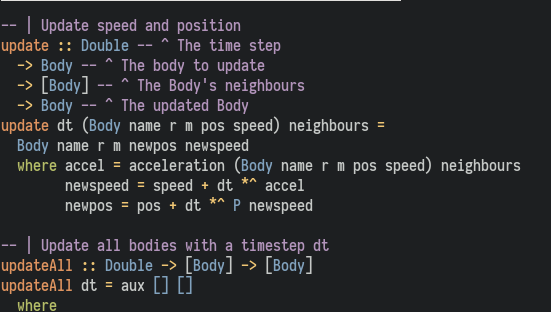 -- | Update speed and position
update :: Double -- ^ The time step
  -> Body -- ^ The body to update
  -> [Body] -- ^ The Body's neighbours
  -> Body -- ^ The updated Body
update dt (Body name r m pos speed) neighbours =
  Body name r m newpos newspeed
  where accel = acceleration (Body name r m pos speed) neighbours
        newspeed = speed + dt *^ accel
        newpos = pos + dt *^ P newspeed

-- | Update all bodies with a timestep dt
updateAll :: Double -> [Body] -> [Body]
updateAll dt = aux [] []
  where